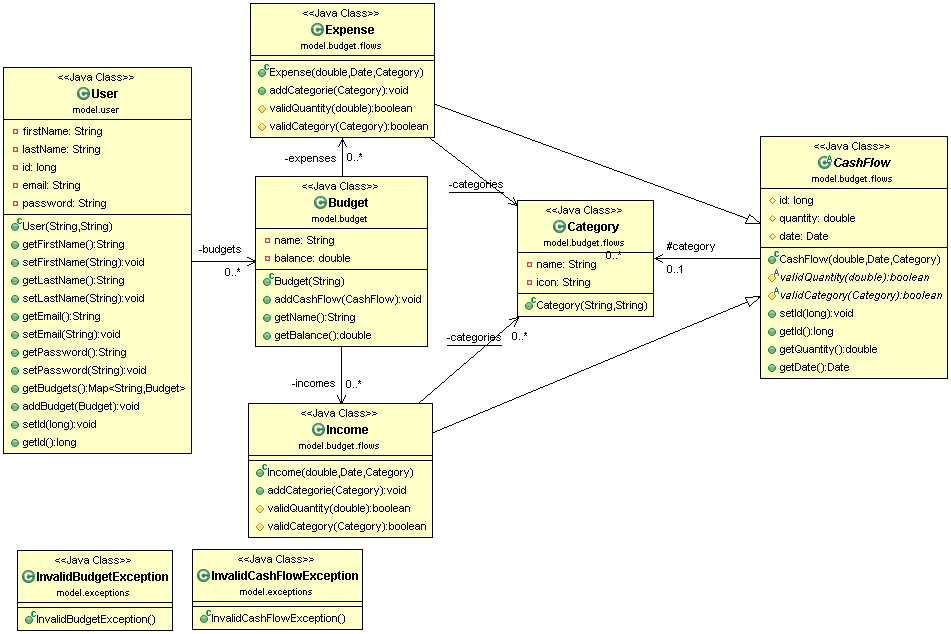 <<Java Class>>
Expense
model.budget.flows
Expense(double,Date,Category)
addCategorie(Category):void
validQuantity(double):boolean
validCategory(Category):boolean
<<Java Class>>
User
model.user
firstName: String
lastName: String
id: long
email: String
password: String
User(String,String)
getFirstName():String
setFirstName(String):void
getLastName():String
setLastName(String):void
getEmail():String
setEmail(String):void
getPassword():String
setPassword(String):void
getBudgets():Map<String,Budget>
addBudget(Budget):void
setId(long):void
getId():long
-budgets
0..*
-expenses
0..*
<<Java Class>>
Budget
model.budget
name: String
balance: double
Budget(String)
addCashFlow(CashFlow):void
getName():String
getBalance():double
-incomes
0..*
-categories
0..*
<<Java Class>>
Category
model.budget.flows
name: String
icon: String
Category(String,String)
-categories
0..*
#category
0..1
<<Java Class>>
CashFlow
model.budget.flows
id: long
quantity: double
date: Date
CashFlow(double,Date,Category)
validQuantity(double):boolean
validCategory(Category):boolean
setId(long):void
getId():long
getQuantity():double
getDate():Date
<<Java Class>>
Income
model.budget.flows
Income(double,Date,Category)
addCategorie(Category):void
validQuantity(double):boolean
validCategory(Category):boolean
<<Java Class>>
InvalidBudgetException
model.exceptions
InvalidBudgetException()
<<Java Class>>
InvalidCashFlowException
model.exceptions
InvalidCashFlowException()